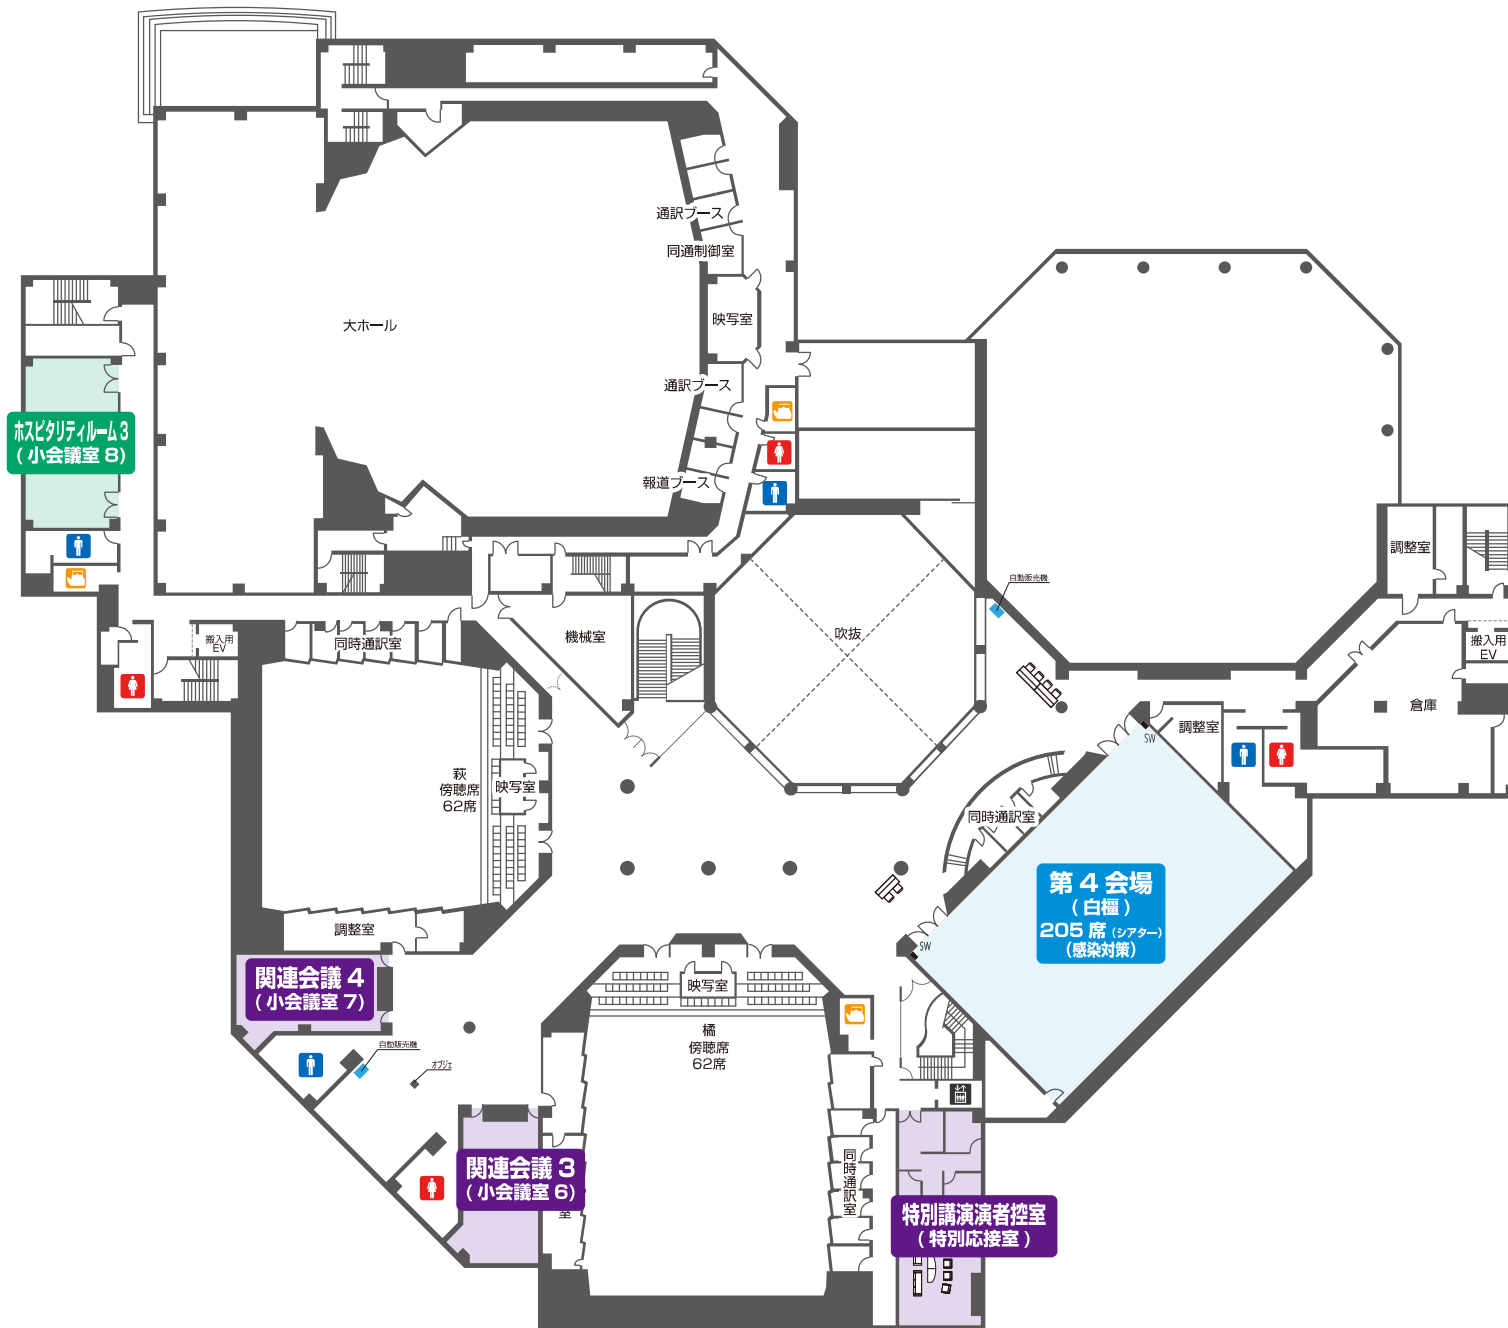 通訳ブース
同通制御室
映写室
大ホール
通訳ブース
ホスピタリティルーム3
(小会議室8)
報道ブース
調整室
自動販売機
搬入用
EV
同時通訳室
機械室
吹抜
搬入用
EV
倉庫
調整室
SW
萩
傍聴席
62席
映写室
同時通訳室
第4会場
(白橿)
205席(シアター)
(感染対策)
調整室
SW
関連会議4
(小会議室7)
映写室
橘
傍聴席
62席
自動販売機
オブジェ
関連会議3
(小会議室6)
室
同時通訳室
特別講演演者控室
(特別応接室)